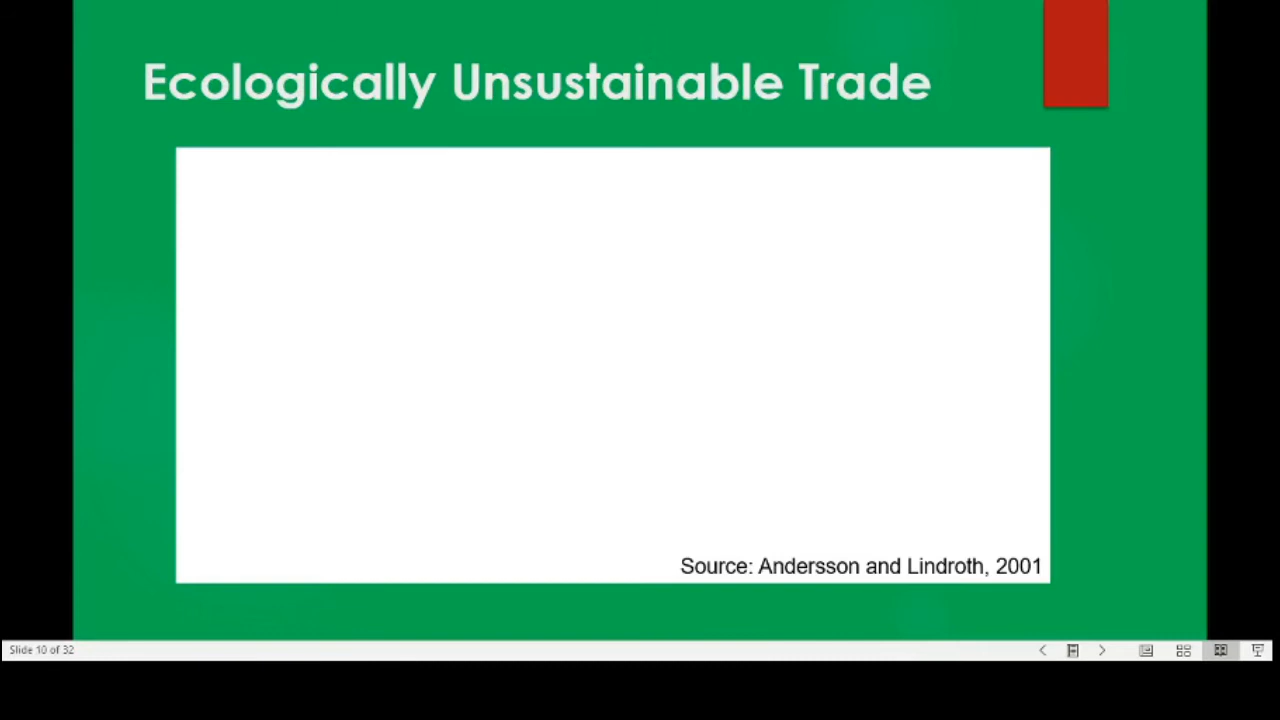 Ecologically Unsustainable Trade
Source: Andersson and Lindroth, 2001
Slide 10 of 32